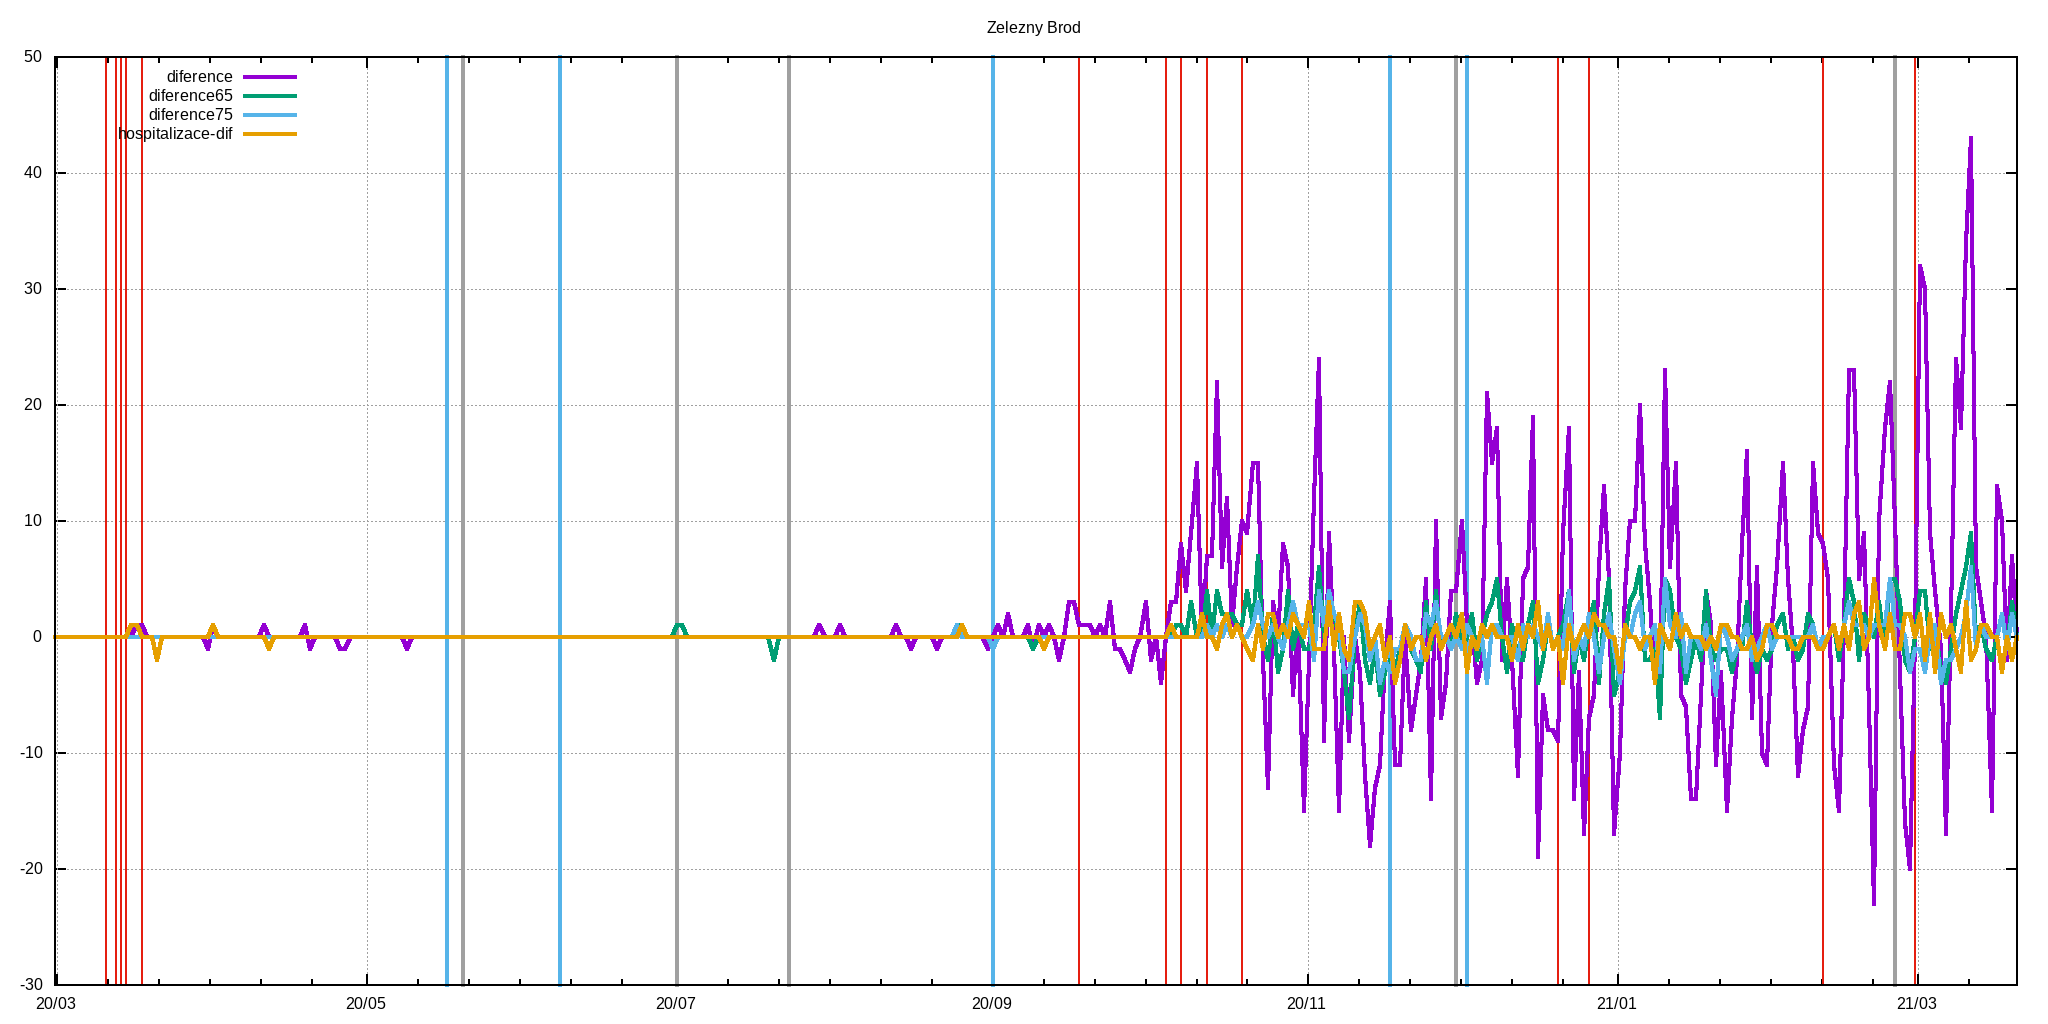 Zelezny Brod
50
diference
diference65
diference75
hospitalizace-dif
40
30
20
10
0
-10
-20
-30
20/03 20/05 20/07 20/09 20/11 21/01 21/03